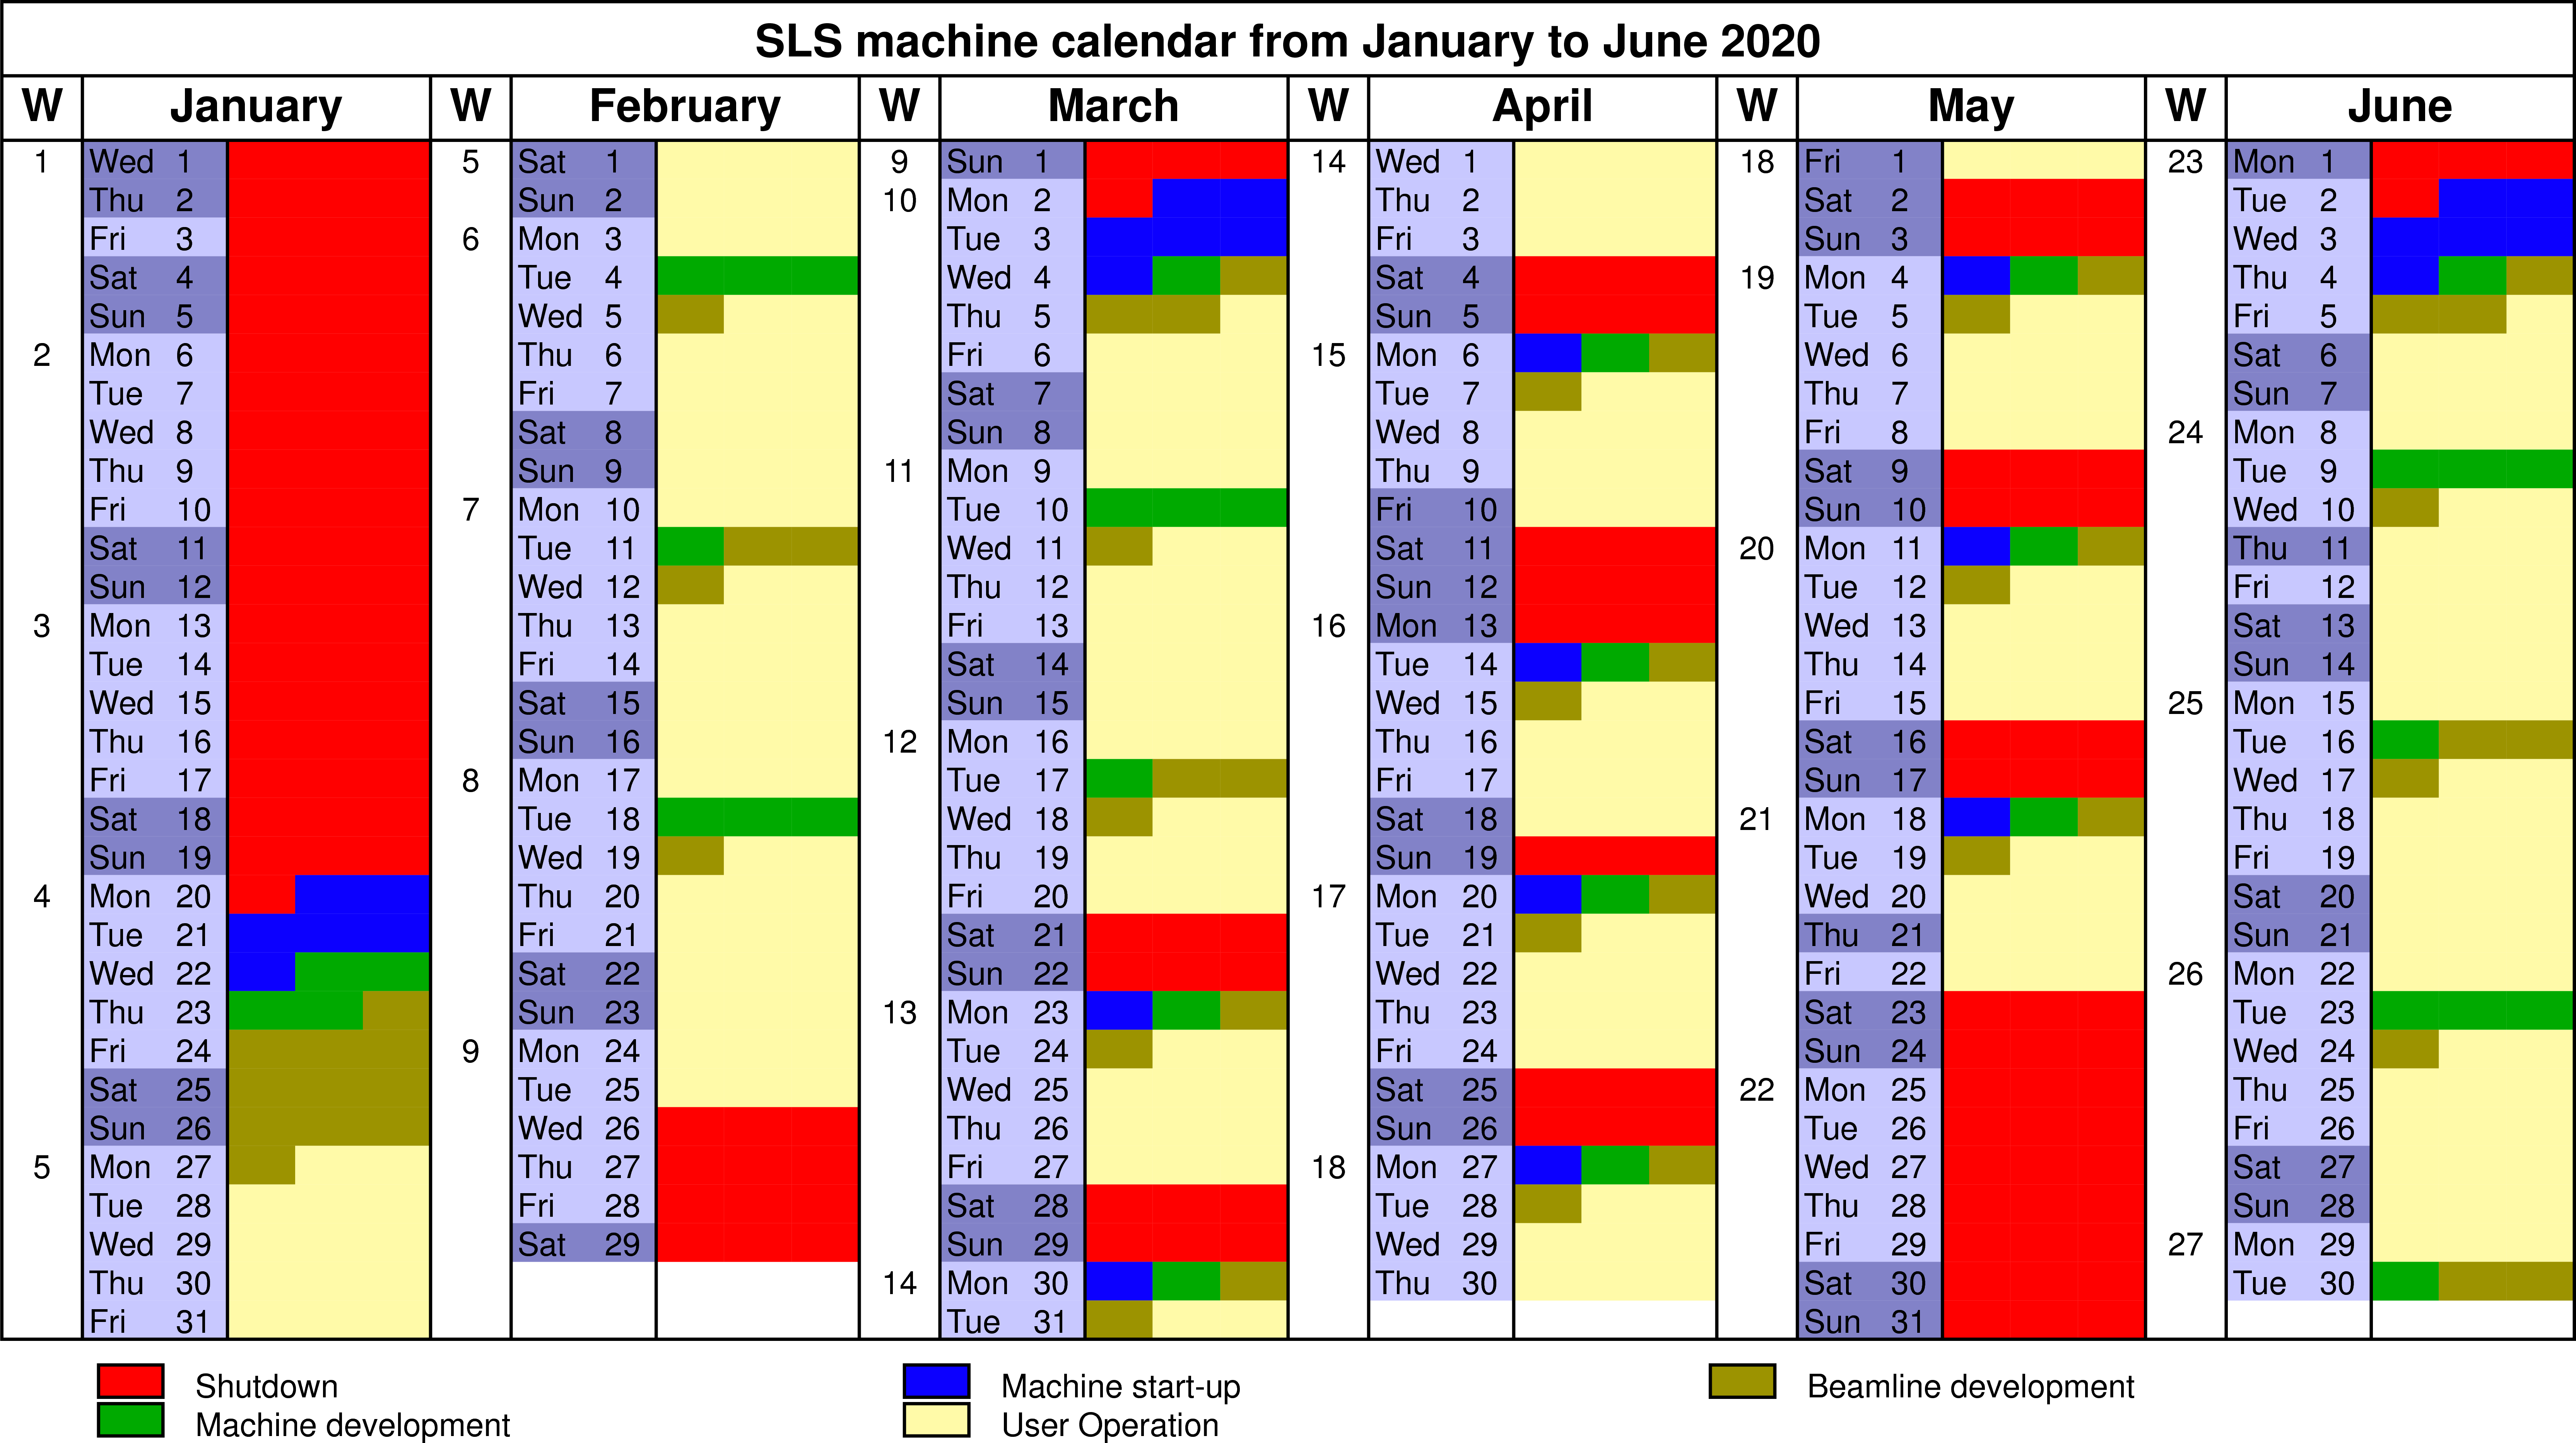 SLS machine calendar from January to June 2020
W January W February W March W April W May W June
1 Wed 1 5 Sat 1 9 Sun 1 14 Wed 1 18 Fri 1 23 Mon 1
Thu 2 Sun 2 10 Mon 2 Thu 2 Sat 2 Tue 2
Fri 3 6 Mon 3 Tue 3 Fri 3 Sun 3 Wed 3
Sat 4 Tue 4 Wed 4 Sat 4 19 Mon 4 Thu 4
Sun 5 Wed 5 Thu 5 Sun 5 Tue 5 Fri 5
2 Mon 6 Thu 6 Fri 6 15 Mon 6 Wed 6 Sat 6
Tue 7 Fri 7 Sat 7 Tue 7 Thu 7 Sun 7
Wed 8 Sat 8 Sun 8 Wed 8 Fri 8 24 Mon 8
Thu 9 Sun 9 11 Mon 9 Thu 9 Sat 9 Tue 9
Fri 10 7 Mon 10 Tue 10 Fri 10 Sun 10 Wed 10
Sat 11 Tue 11 Wed 11 Sat 11 20 Mon 11 Thu 11
Sun 12 Wed 12 Thu 12 Sun 12 Tue 12 Fri 12
3 Mon 13 Thu 13 Fri 13 16 Mon 13 Wed 13 Sat 13
Tue 14 Fri 14 Sat 14 Tue 14 Thu 14 Sun 14
Wed 15 Sat 15 Sun 15 Wed 15 Fri 15 25 Mon 15
Thu 16 Sun 16 12 Mon 16 Thu 16 Sat 16 Tue 16
Fri 17 8 Mon 17 Tue 17 Fri 17 Sun 17 Wed 17
Sat 18 Tue 18 Wed 18 Sat 18 21 Mon 18 Thu 18
Sun 19 Wed 19 Thu 19 Sun 19 Tue 19 Fri 19
4 Mon 20 Thu 20 Fri 20 17 Mon 20 Wed 20 Sat 20
Tue 21 Fri 21 Sat 21 Tue 21 Thu 21 Sun 21
Wed 22 Sat 22 Sun 22 Wed 22 Fri 22 26 Mon 22
Thu 23 Sun 23 13 Mon 23 Thu 23 Sat 23 Tue 23
Fri 24 9 Mon 24 Tue 24 Fri 24 Sun 24 Wed 24
Sat 25 Tue 25 Wed 25 Sat 25 22 Mon 25 Thu 25
Sun 26 Wed 26 Thu 26 Sun 26 Tue 26 Fri 26
5 Mon 27 Thu 27 Fri 27 18 Mon 27 Wed 27 Sat 27
Tue 28 Fri 28 Sat 28 Tue 28 Thu 28 Sun 28
Wed 29 Sat 29 Sun 29 Wed 29 Fri 29 27 Mon 29
Thu 30 14 Mon 30 Thu 30 Sat 30 Tue 30
Fri 31 Tue 31 Sun 31
Shutdown Machine start-up Beamline development
Machine development User Operation